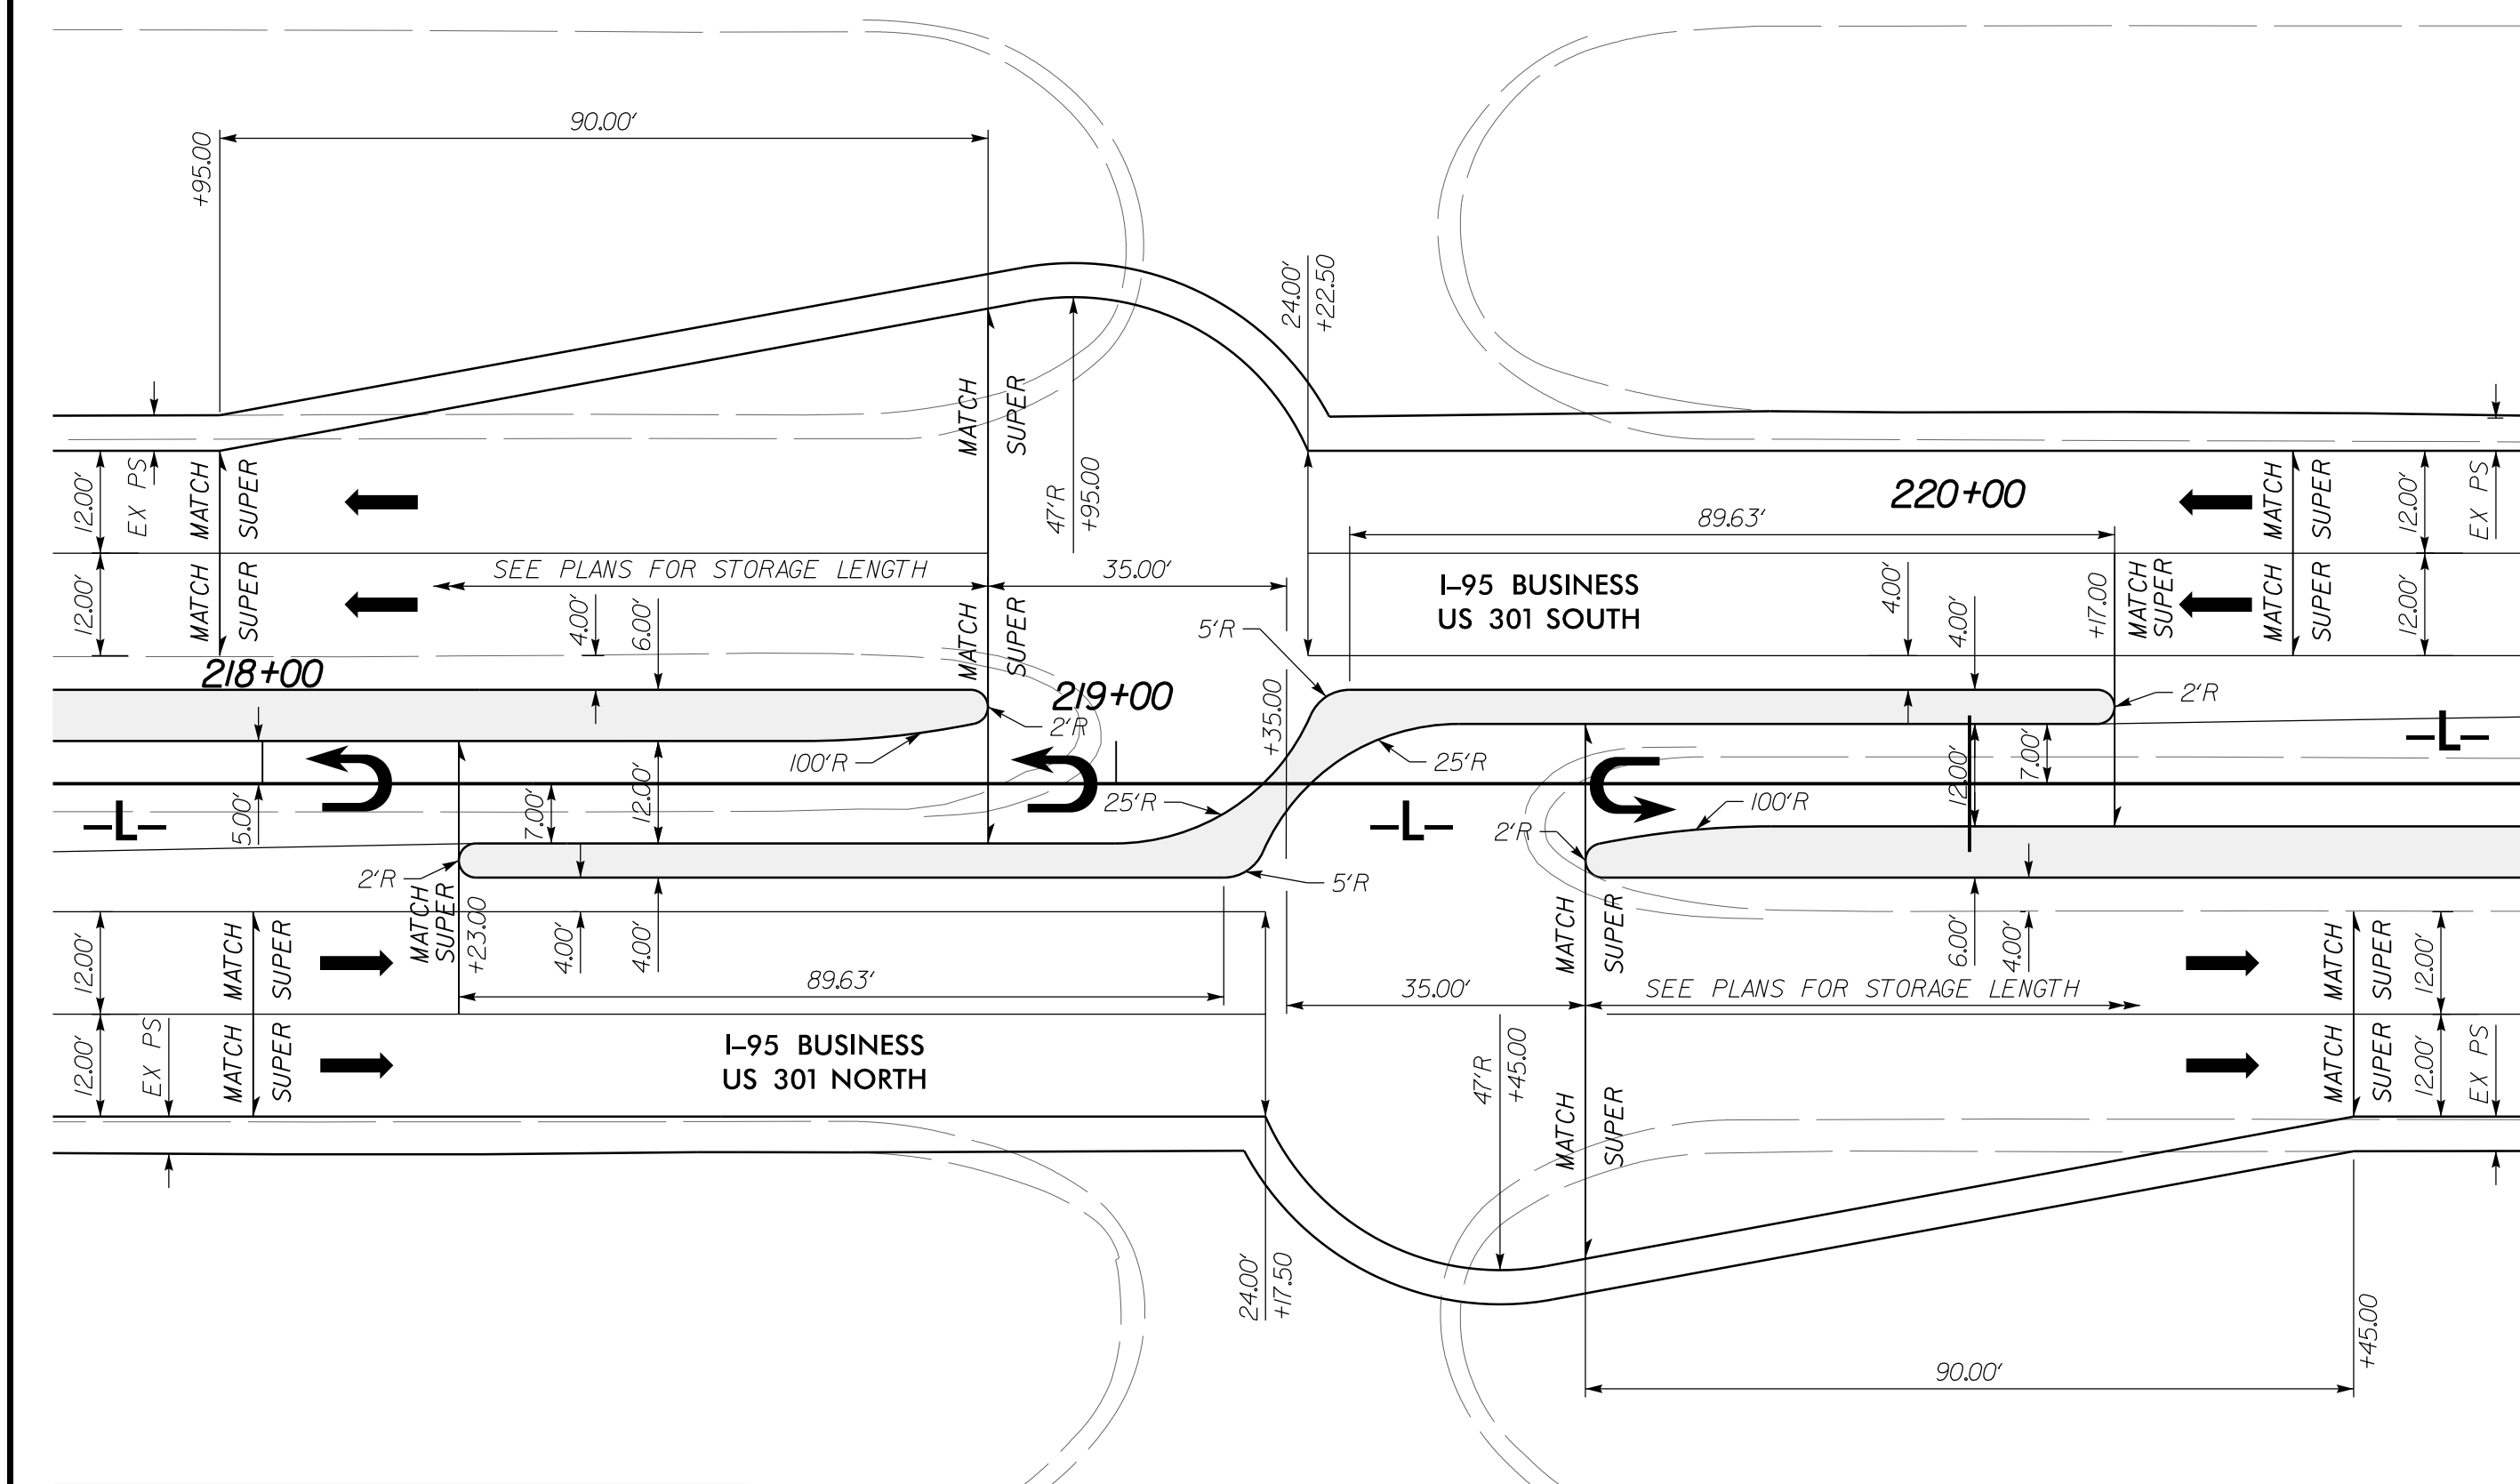 90.00'
+95.00
24.00'
+22.50
MATCH
SUPER
47'R
+95.00
12.00'
EX PS
MATCH
SUPER
220+00
MATCH
SUPER
12.00'
EX PS
89.63'
SEE PLANS FOR STORAGE LENGTH
35.00'
I-95 BUSINESS
US 301 SOUTH
12.00'
MATCH
SUPER
4.00'
6.00'
MATCH
SUPER
5'R
4.00'
4.00'
+17.00
MATCH
SUPER
MATCH
SUPER
12.00'
218+00
219+00
2'R
+35.00
2'R
100'R
25'R
-L-
-L-
5.00'
7.00'
12.00'
25'R
-L-
2'R
100'R
12.00'
7.00'
2'R
MATCH
SUPER
+23.00
5'R
12.00'
MATCH
SUPER
4.00'
4.00'
MATCH
SUPER
6.00'
4.00'
MATCH
SUPER
12.00'
89.63'
35.00'
SEE PLANS FOR STORAGE LENGTH
12.00'
EX PS
MATCH
SUPER
I-95 BUSINESS
US 301 NORTH
47'R
+45.00
MATCH
SUPER
MATCH
SUPER
12.00'
EX PS
24.00'
+17.50
+45.00
90.00'